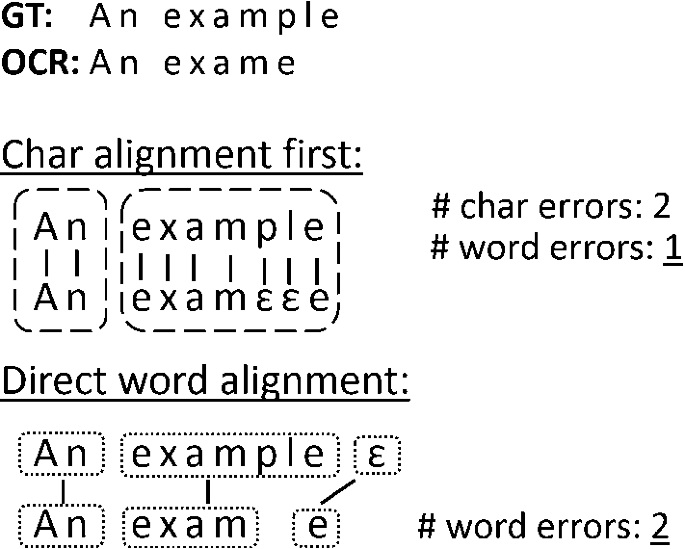 GT: An example
OCR: An exam e
Char alignment first:
An example
# char errors: 2
# word errors: 1
An examεεe
Direct word alignment:
An example ε
An exam e
# word errors: 2